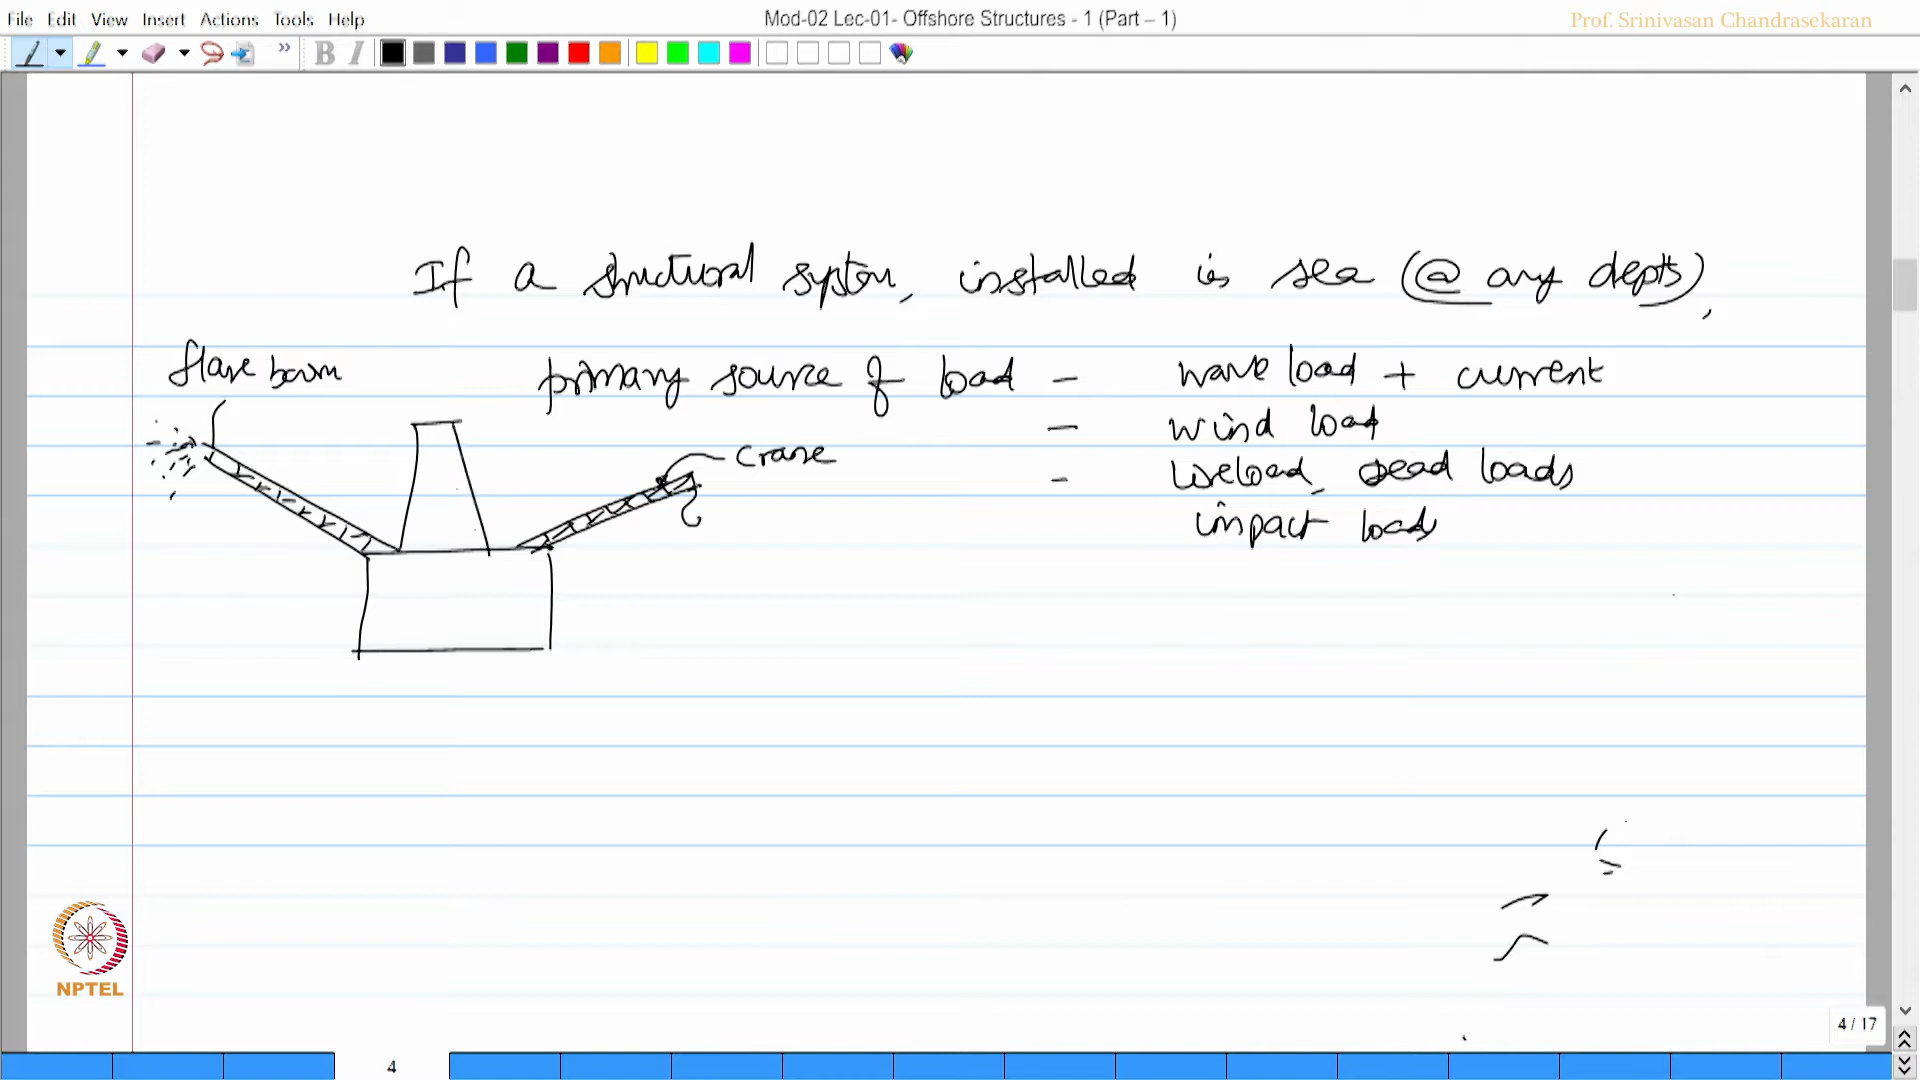 File Edit View Insert Actions Tools Help
Mod-02 Lec-01- Offshore Structures - 1 (Part – 1)
Prof. Srinivasan Chandrasekaran
B I
If a structural system, installed in sea (@ any depth),
flare boom
primary source of load - wave load + current
- wind load
crane
- liveload, dead loads
impact loads
NPTEL
4 / 17
4